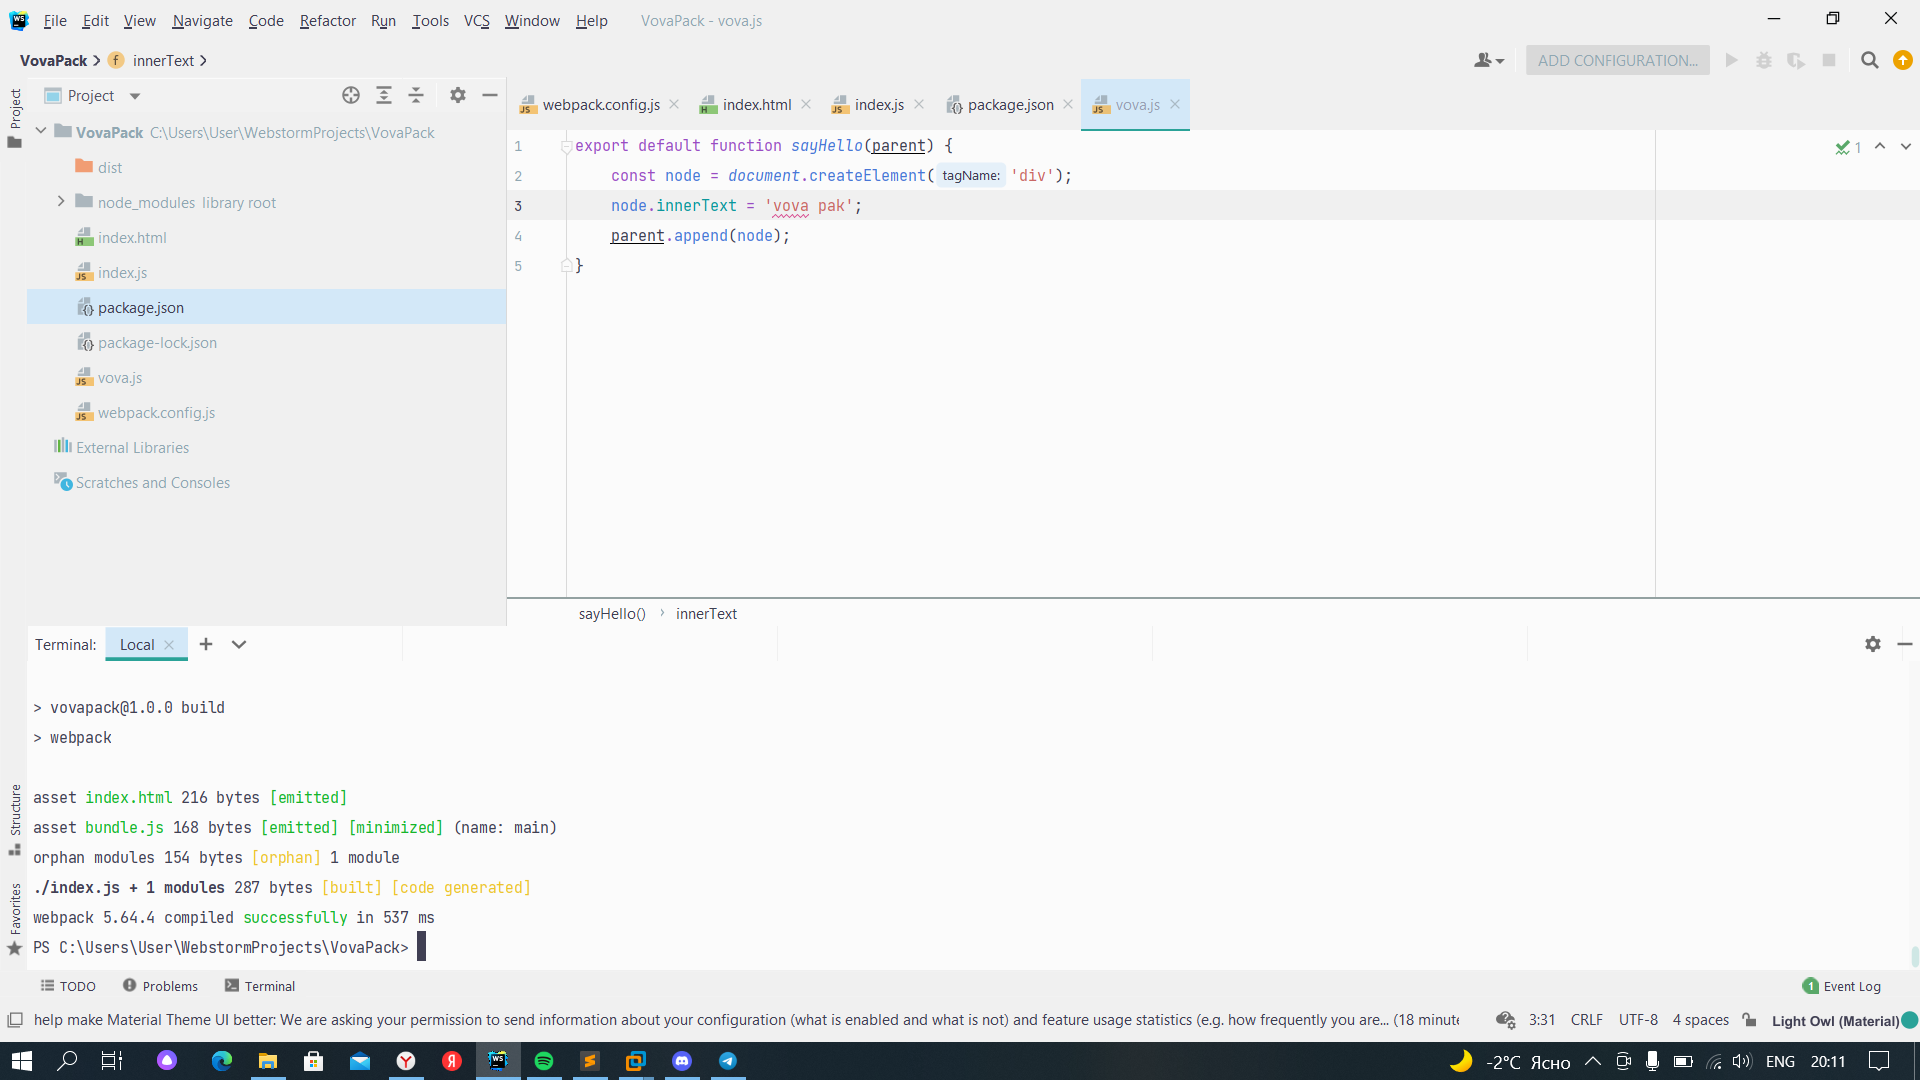 File Edit View Navigate Code Refactor Run Tools VCS Window Help VovaPack - vova.js
VovaPack innerText ADD CONFIGURATION...
Project
Project
webpack.config.js index.html index.js package.json vova.js
VovaPack C:\Users\User\WebstormProjects\VovaPack
dist
node_modules library root
index.html
index.js
package.json
package-lock.json
vova.js
webpack.config.js
External Libraries
Scratches and Consoles
1 export default function sayHello(parent) {
2 const node = document.createElement( tagName: 'div');
3 node.innerText = 'vova pak';
4 parent.append(node);
5 }
1
sayHello() innerText
Terminal: Local
> vovapack@1.0.0 build
> webpack
asset index.html 216 bytes [emitted]
asset bundle.js 168 bytes [emitted] [minimized] (name: main)
orphan modules 154 bytes [orphan] 1 module
./index.js + 1 modules 287 bytes [built] [code generated]
webpack 5.64.4 compiled successfully in 537 ms
PS C:\Users\User\WebstormProjects\VovaPack>
Structure
Favorites
TODO Problems Terminal 1 Event Log
help make Material Theme UI better: We are asking your permission to send information about your configuration (what is enabled and what is not) and feature usage statistics (e.g. how frequently you are... (18 minute 3:31 CRLF UTF-8 4 spaces Light Owl (Material)
-2°C Ясно ENG 20:11